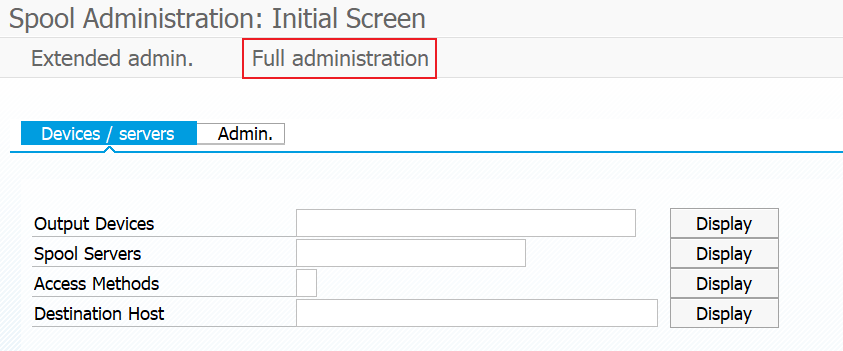 Spool Administration: Initial Screen
Extended admin. Full administration
Devices / servers Admin.
Output Devices Display
Spool Servers Display
Access Methods Display
Destination Host Display